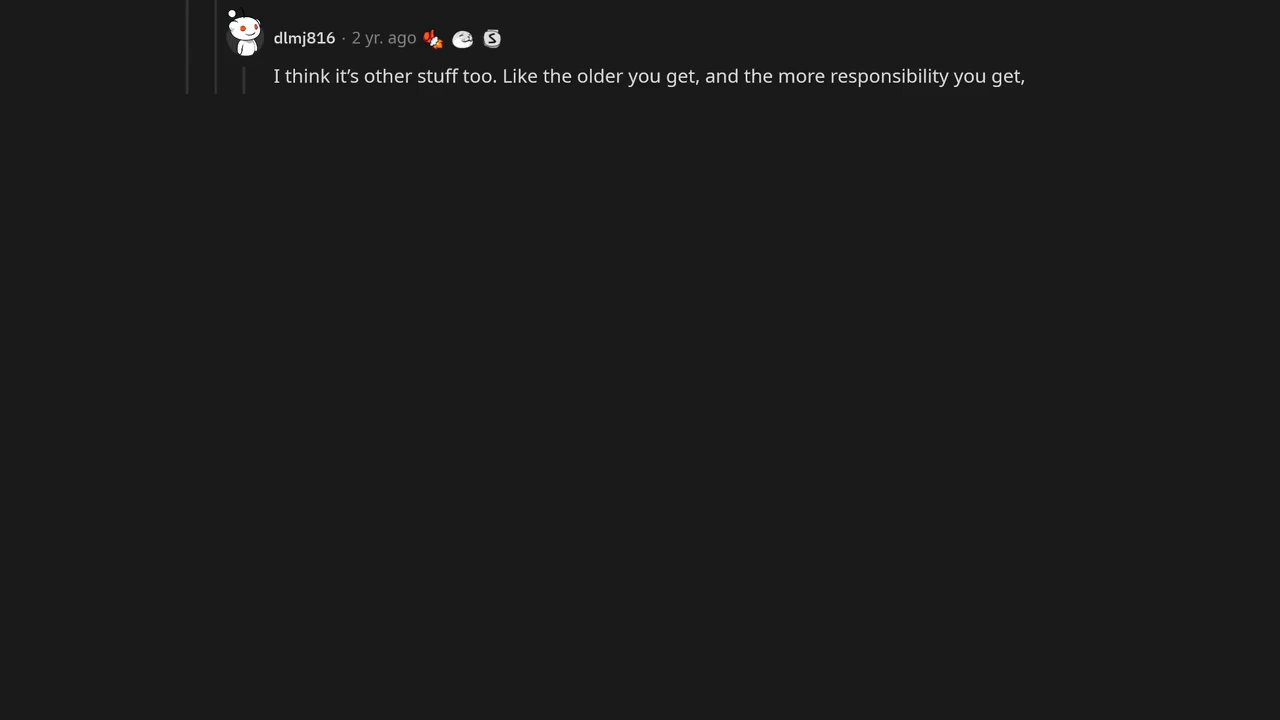 dlmj816 · 2 yr. ago
I think it’s other stuff too. Like the older you get, and the more responsibility you get,